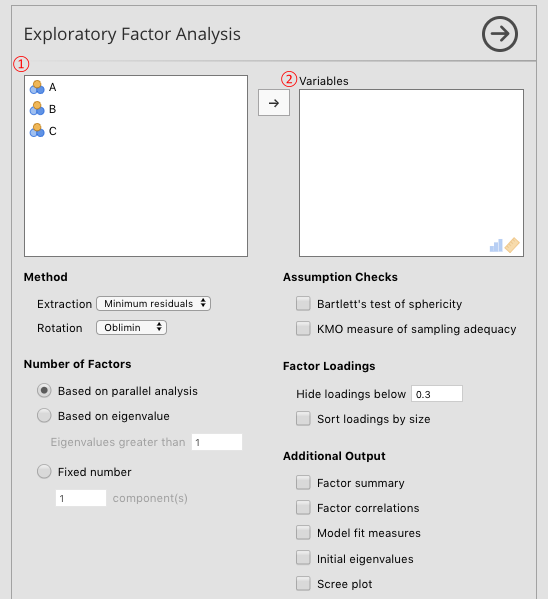 Exploratory Factor Analysis
①
A
B
C
② Variables
Method
Extraction Minimum residuals
Rotation Oblimin
Number of Factors
Based on parallel analysis
Based on eigenvalue
Eigenvalues greater than 1
Fixed number
1 component(s)
Assumption Checks
Bartlett's test of sphericity
KMO measure of sampling adequacy
Factor Loadings
Hide loadings below 0.3
Sort loadings by size
Additional Output
Factor summary
Factor correlations
Model fit measures
Initial eigenvalues
Scree plot